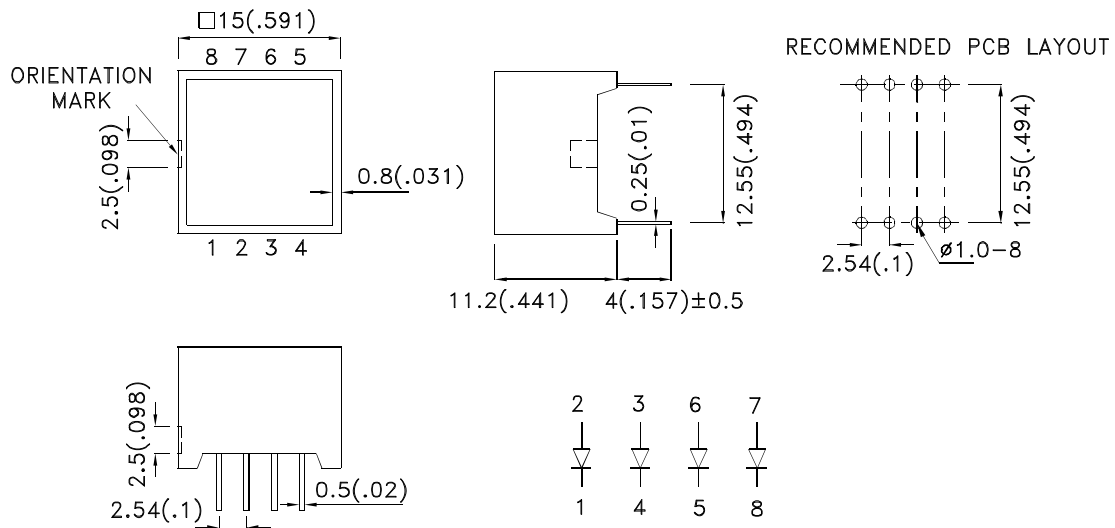 □15(.591)
8 7 6 5
ORIENTATION
MARK
2.5(.098)
0.8(.031)
1 2 3 4
0.25(.01)
12.55(.494)
11.2(.441)
4(.157)±0.5
RECOMMENDED PCB LAYOUT
12.55(.494)
2.54(.1)
ø1.0-8
2.5(.098)
2.54(.1)
0.5(.02)
2 3 6 7
1 4 5 8